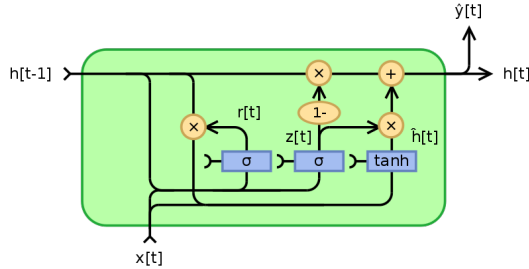 ŷ[t]
h[t-1]
×
+
h[t]
1-
r[t]
×
z[t]
×
ĥ[t]
σ
σ
tanh
x[t]